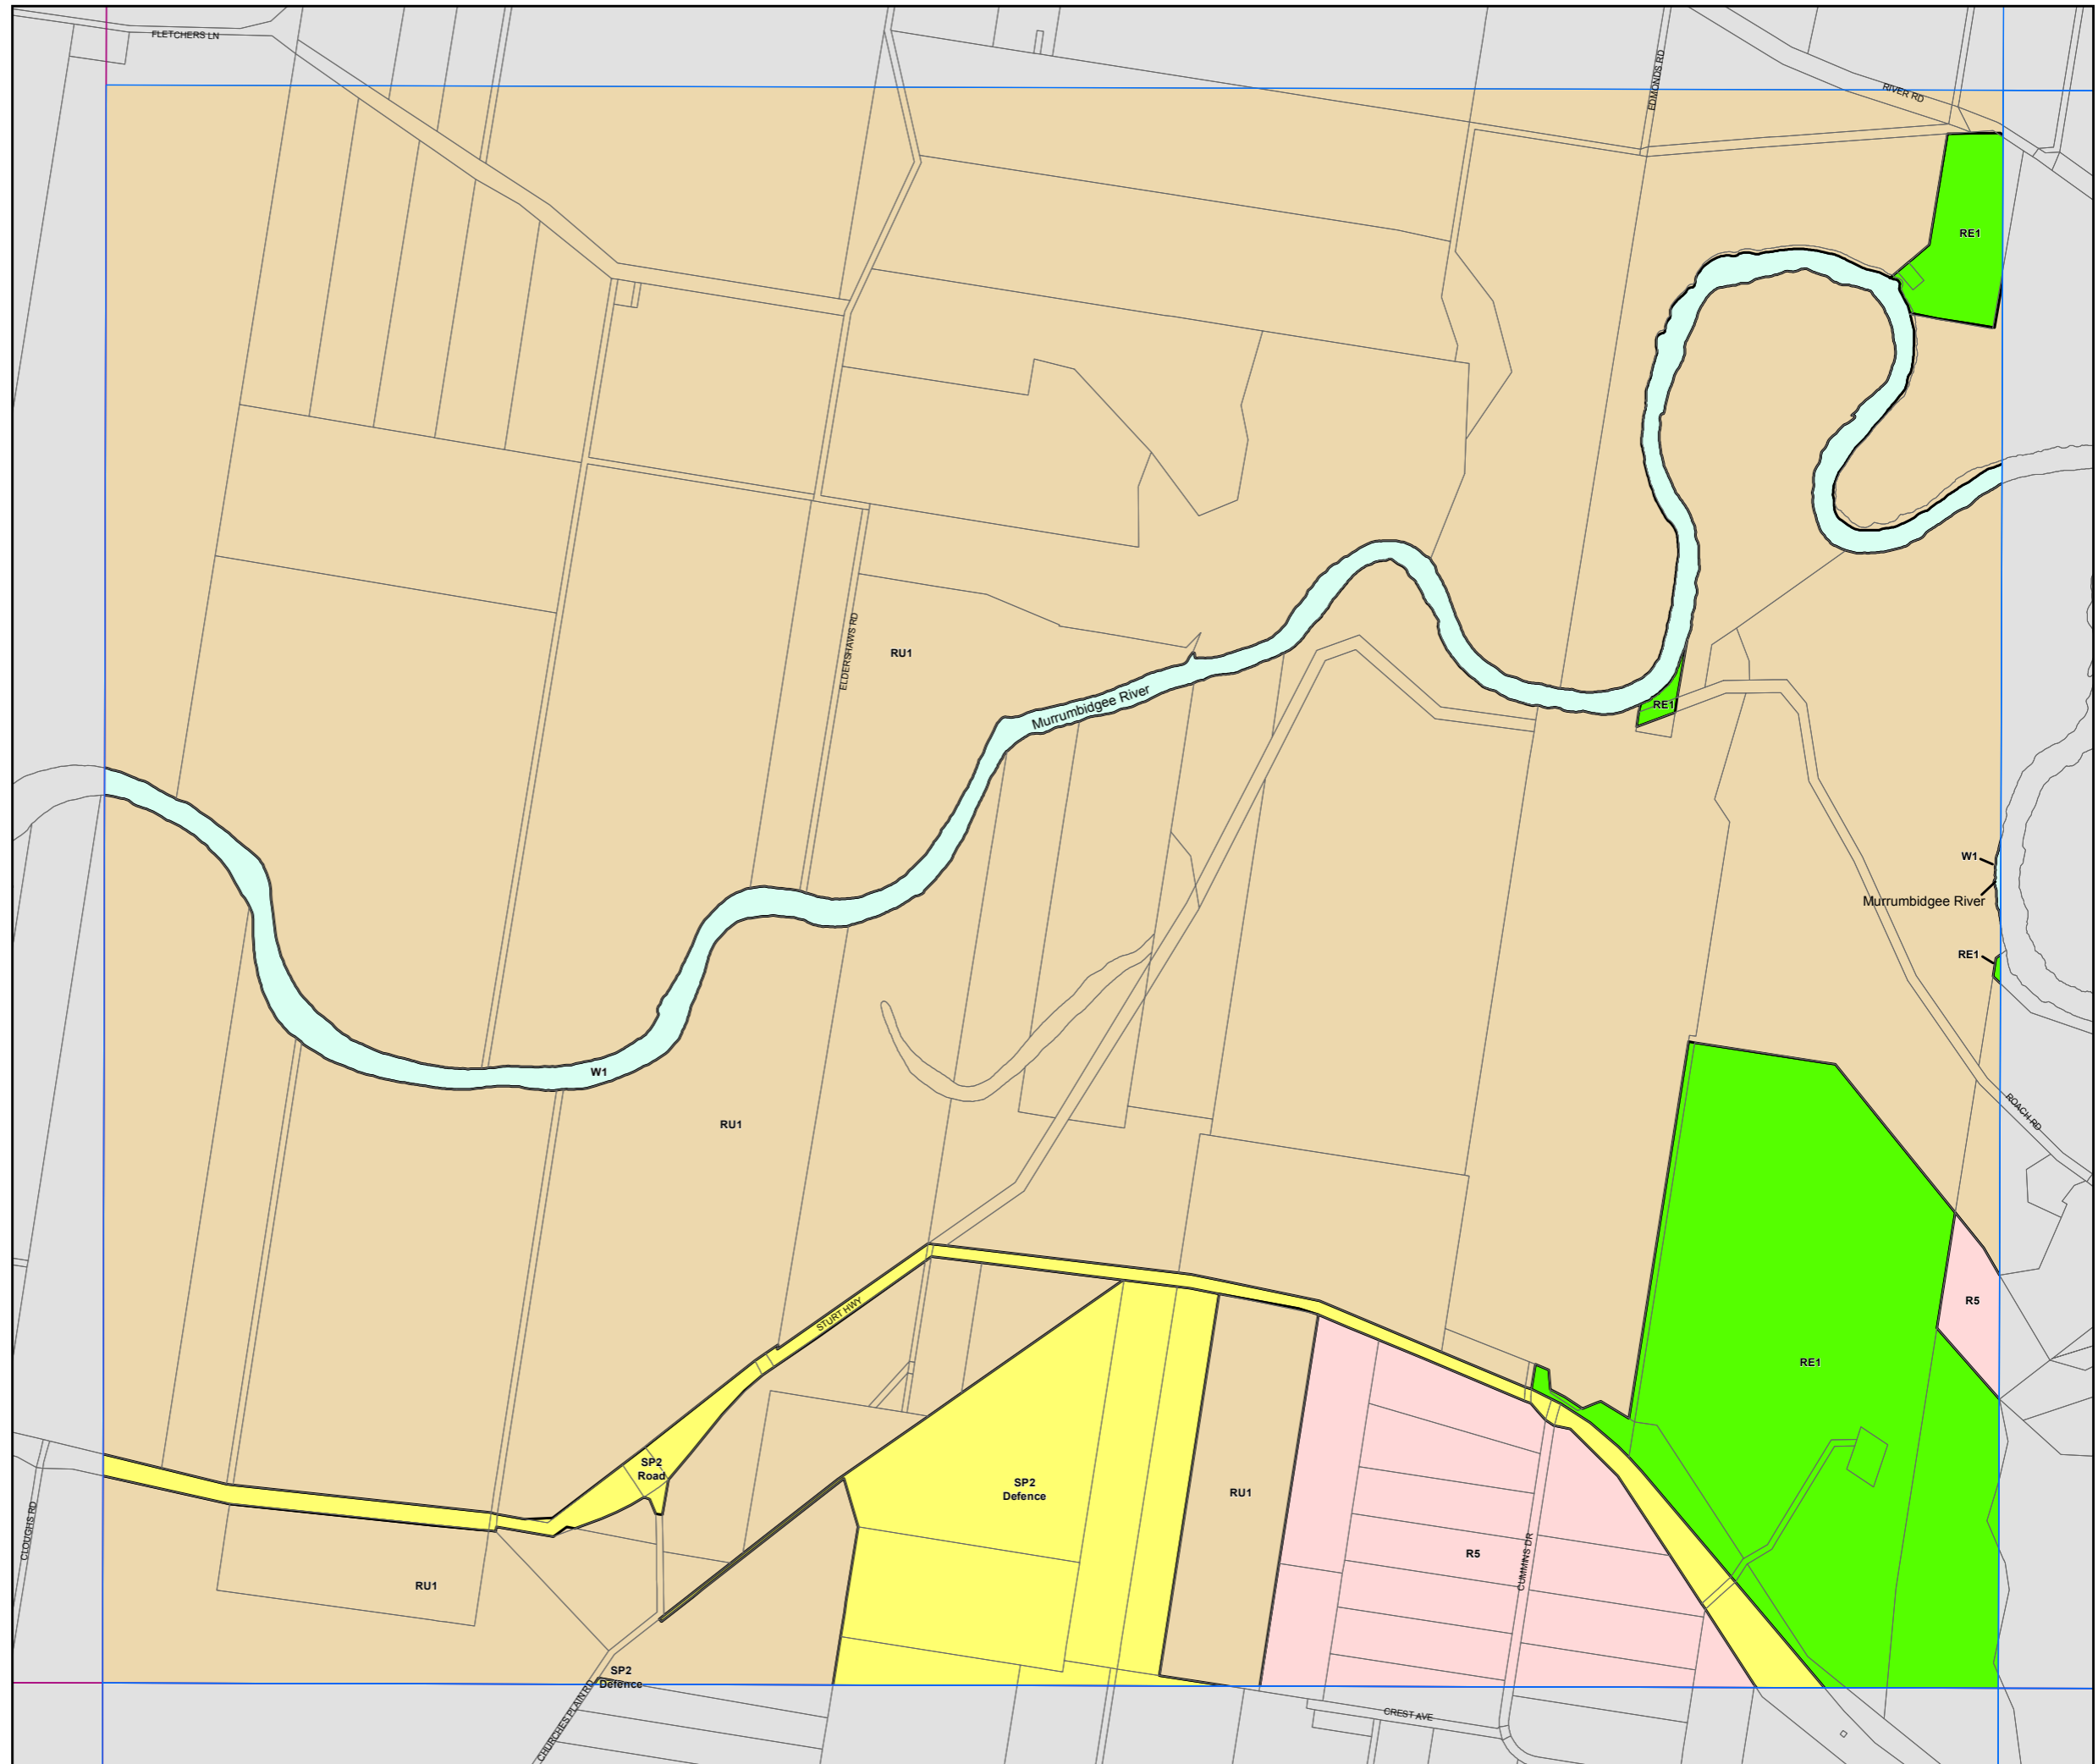 FLETCHERS LN
EDMONDS RD
RIVER RD
RE1
ELDERSHAWS RD
RU1
Murrumbidgee River
RE1
W1
Murrumbidgee River
RE1
W1
RU1
ROACH RD
R5
STURT HWY
RE1
SP2
Road
SP2
Defence
RU1
CLOUGHS RD
R5
CUMMINS DR
RU1
SP2
Defence
CHURCHES PLAIN RD
CREST AVE